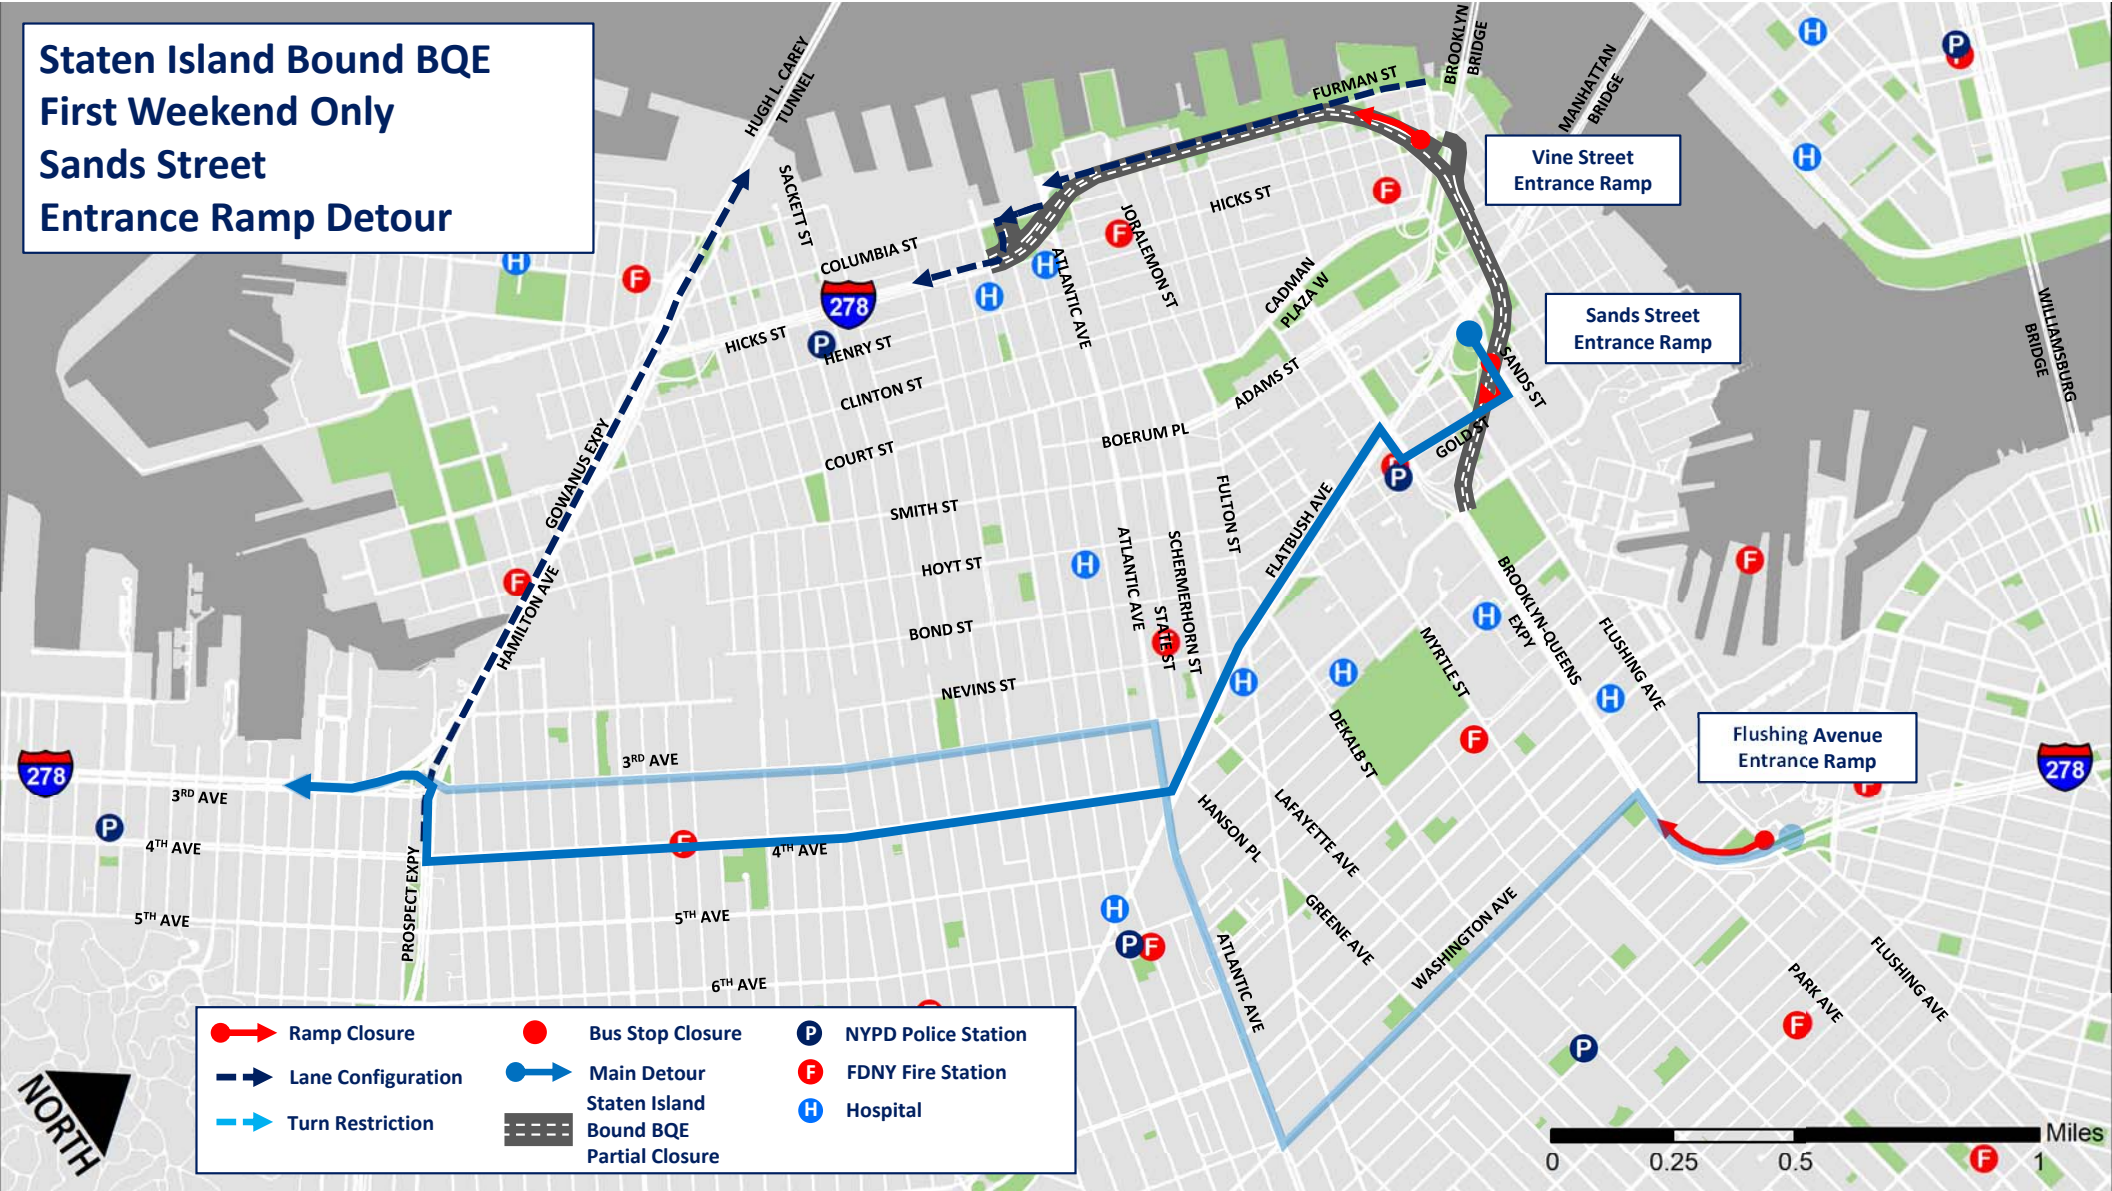 Staten Island Bound BQE
First Weekend Only
Sands Street
Entrance Ramp Detour
HUGH L. CAREY
TUNNEL
BROOKLYN
BRIDGE
MANHATTAN
BRIDGE
WILLIAMSBURG
BRIDGE
FURMAN ST
Vine Street
Entrance Ramp
Sands Street
Entrance Ramp
Flushing Avenue
Entrance Ramp
SACKETT ST
COLUMBIA ST
278
HICKS ST
HICKS ST
HENRY ST
CLINTON ST
COURT ST
ATLANTIC AVE
JORALEMON ST
CADMAN
PLAZA W
ADAMS ST
BOERUM PL
SANDS ST
GOLD ST
SMITH ST
HOYT ST
BOND ST
NEVINS ST
FULTON ST
SCHERMERHORN ST
STATE ST
ATLANTIC AVE
FLATBUSH AVE
GOWANUS EXPY
HAMILTON AVE
BROOKLYN-QUEENS
EXPY
FLUSHING AVE
MYRTLE ST
DEKALB ST
LAFAYETTE AVE
HANSON PL
GREENE AVE
WASHINGTON AVE
ATLANTIC AVE
PARK AVE
FLUSHING AVE
278
278
3RD AVE
3RD AVE
4TH AVE
4TH AVE
5TH AVE
5TH AVE
6TH AVE
PROSPECT EXPY
H
H
H
H
H
H
H
H
H
H
H
F
F
F
F
F
F
F
F
F
F
F
F
P
P
P
P
P
P
Ramp Closure
Lane Configuration
Turn Restriction
Bus Stop Closure
Main Detour
Staten Island
Bound BQE
Partial Closure
P NYPD Police Station
F FDNY Fire Station
H Hospital
NORTH
Miles
0 0.25 0.5 1